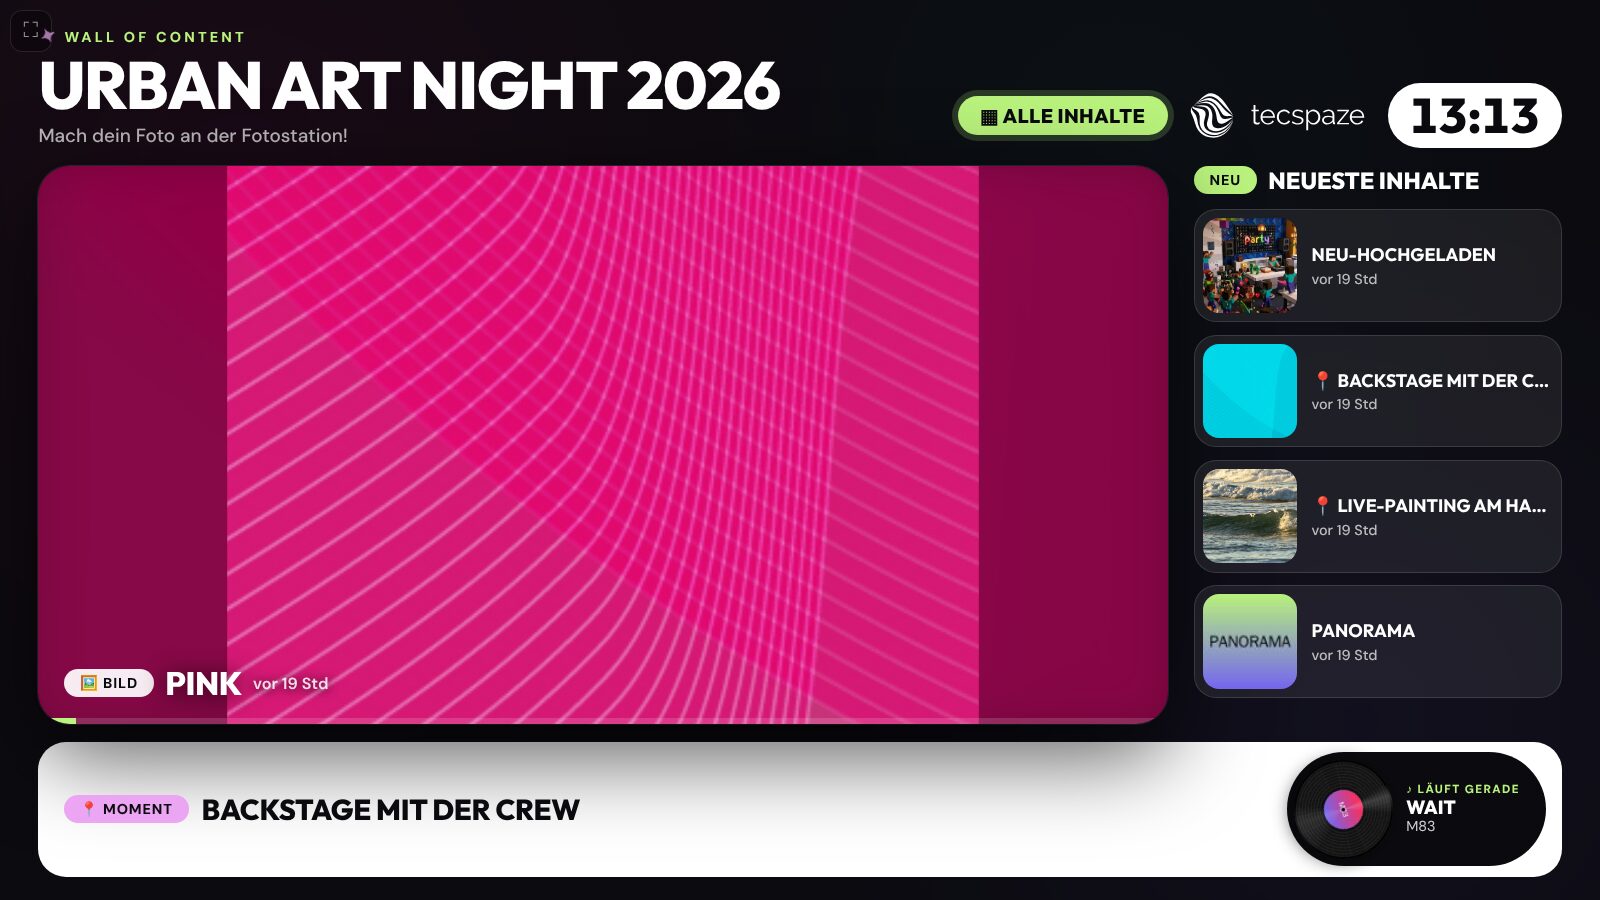 WALL OF CONTENT
URBAN ART NIGHT 2026
Mach dein Foto an der Fotostation!
ALLE INHALTE
tecspaze
13:13
NEU NEUESTE INHALTE
party
NEU-HOCHGELADEN
vor 19 Std
📍 BACKSTAGE MIT DER C...
vor 19 Std
📍 LIVE-PAINTING AM HA...
vor 19 Std
PANORAMA
PANORAMA
vor 19 Std
🖼️ BILD PINK vor 19 Std
📍 MOMENT BACKSTAGE MIT DER CREW
♪ LÄUFT GERADE
WAIT
M83
M83